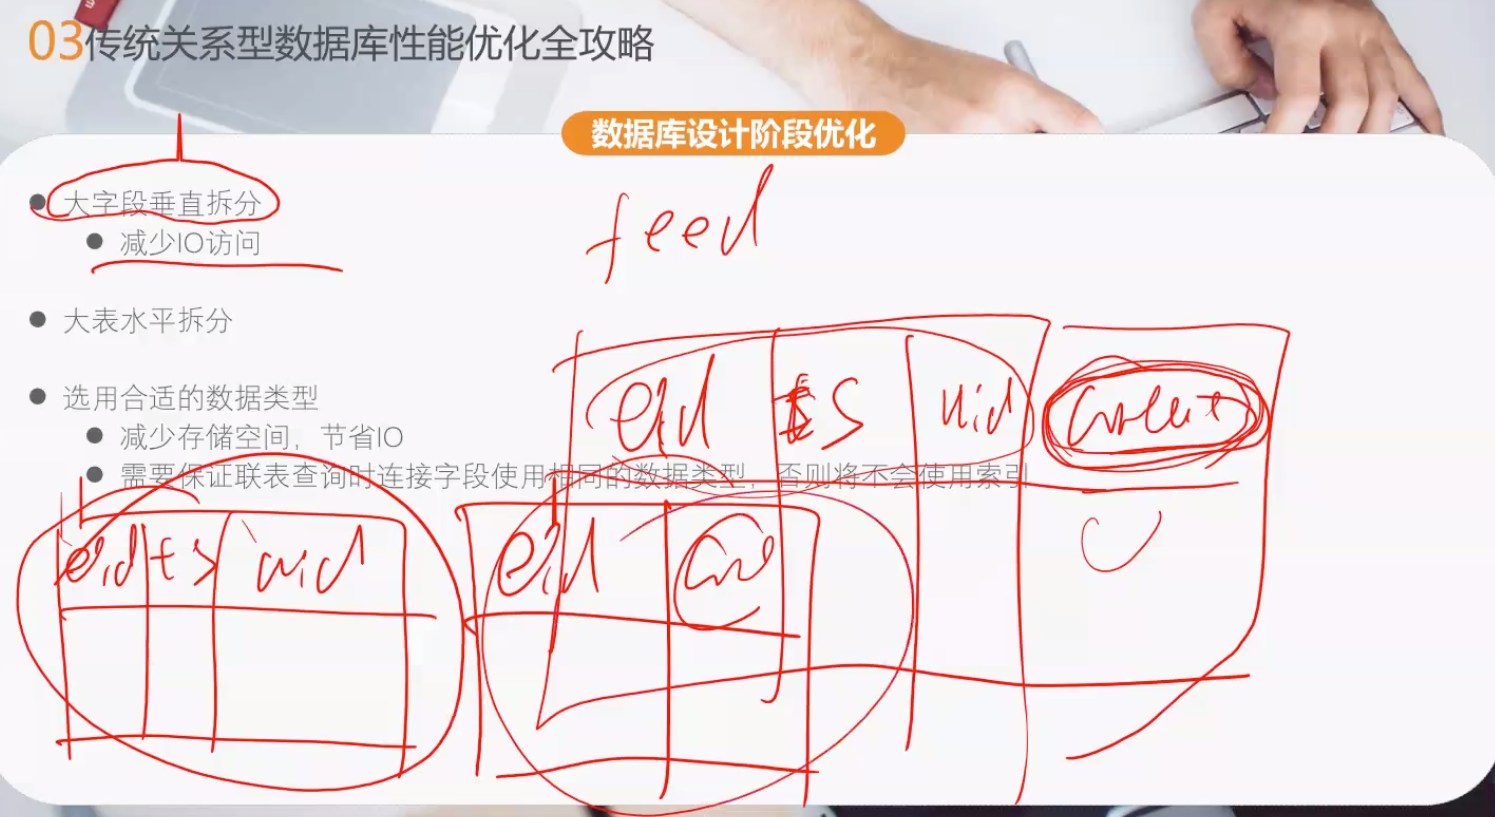 03传统关系型数据库性能优化全攻略
数据库设计阶段优化
大字段垂直拆分
减少IO访问
feed
大表水平拆分
eid ts uid content
选用合适的数据类型
减少存储空间，节省IO
需要保证联表查询时连接字段使用相同的数据类型，否则将不会使用索引
eid ts uid
eid